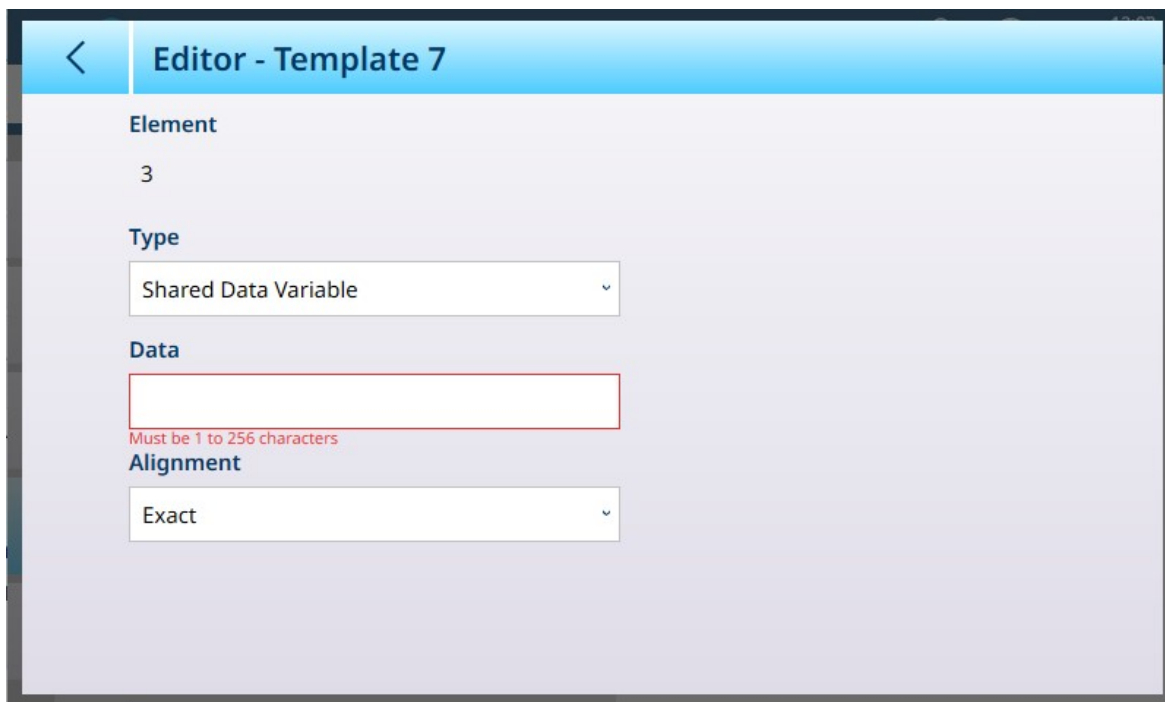 Editor - Template 7
Element
3
Type
Shared Data Variable
Data
Must be 1 to 256 characters
Alignment
Exact